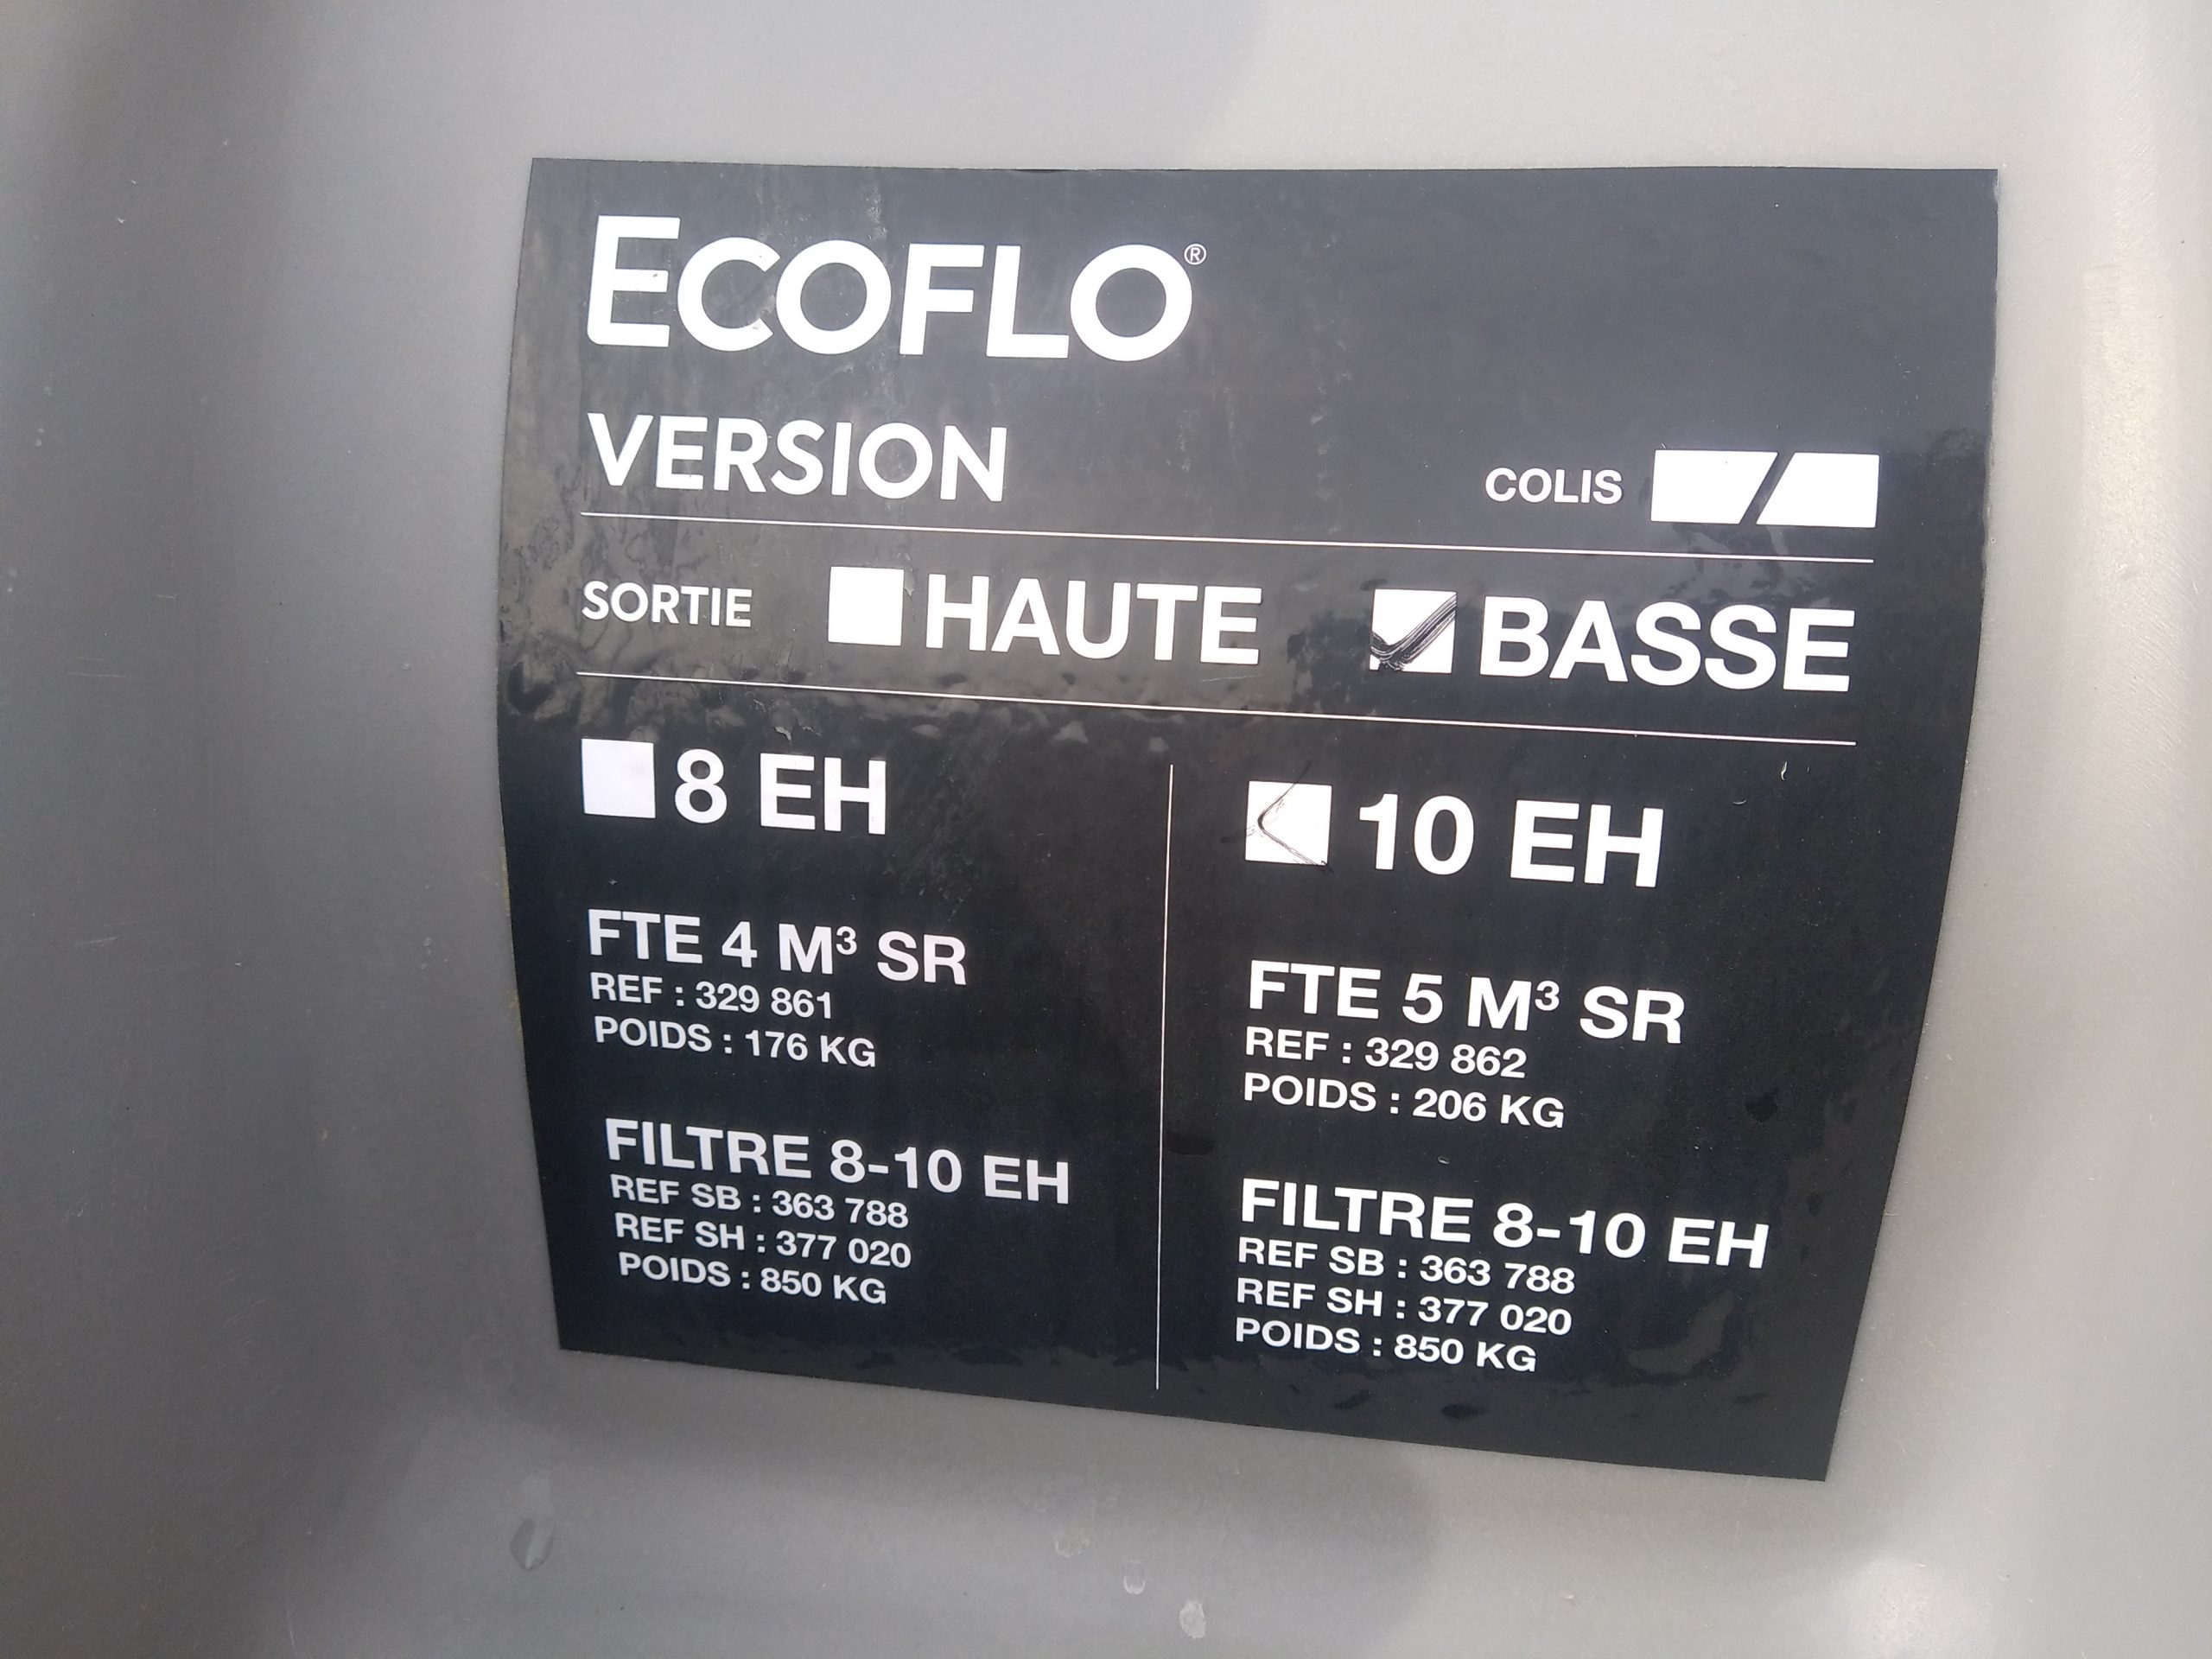 ECOFLO®
VERSION
COLIS
SORTIE HAUTE BASSE
8 EH
FTE 4 M³ SR
REF : 329 861
POIDS : 176 KG
FILTRE 8-10 EH
REF SB : 363 788
REF SH : 377 020
POIDS : 850 KG
10 EH
FTE 5 M³ SR
REF : 329 862
POIDS : 206 KG
FILTRE 8-10 EH
REF SB : 363 788
REF SH : 377 020
POIDS : 850 KG